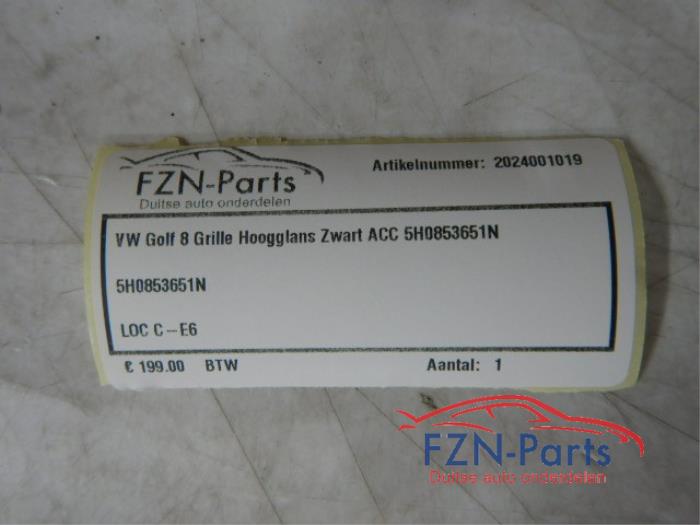 FZN-Parts
Duitse auto onderdelen
Artikelnummer: 2024001019
VW Golf 8 Grille Hoogglans Zwart ACC 5H0853651N
5H0853651N
LOC C-E6
€ 199.00 BTW
Aantal: 1
FZN-Parts
Duitse auto onderdelen